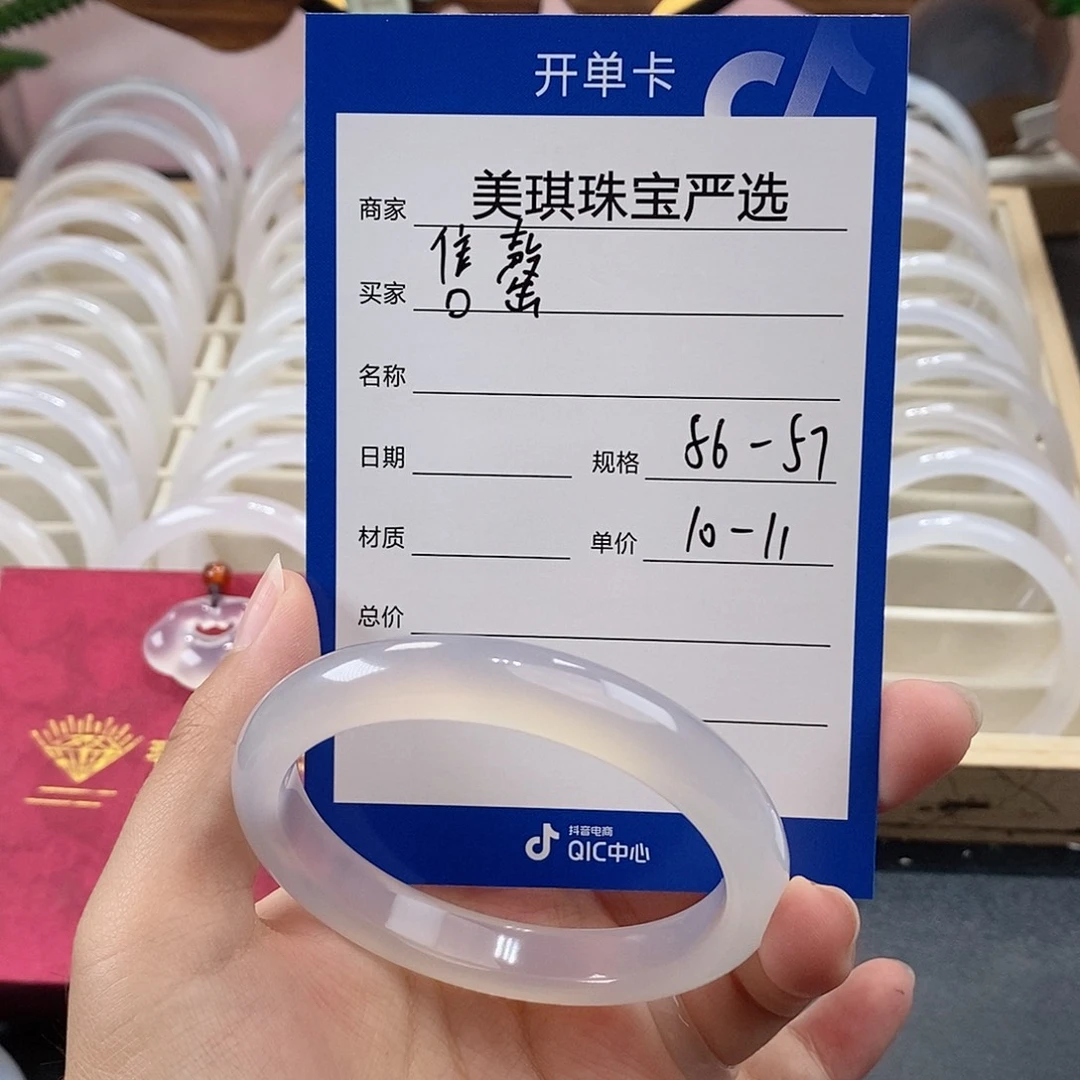 开单卡
商家 美琪珠宝严选
买家
名称
日期 规格 56-57
材质 单价 10-11
总价
抖音电商
QIC中心